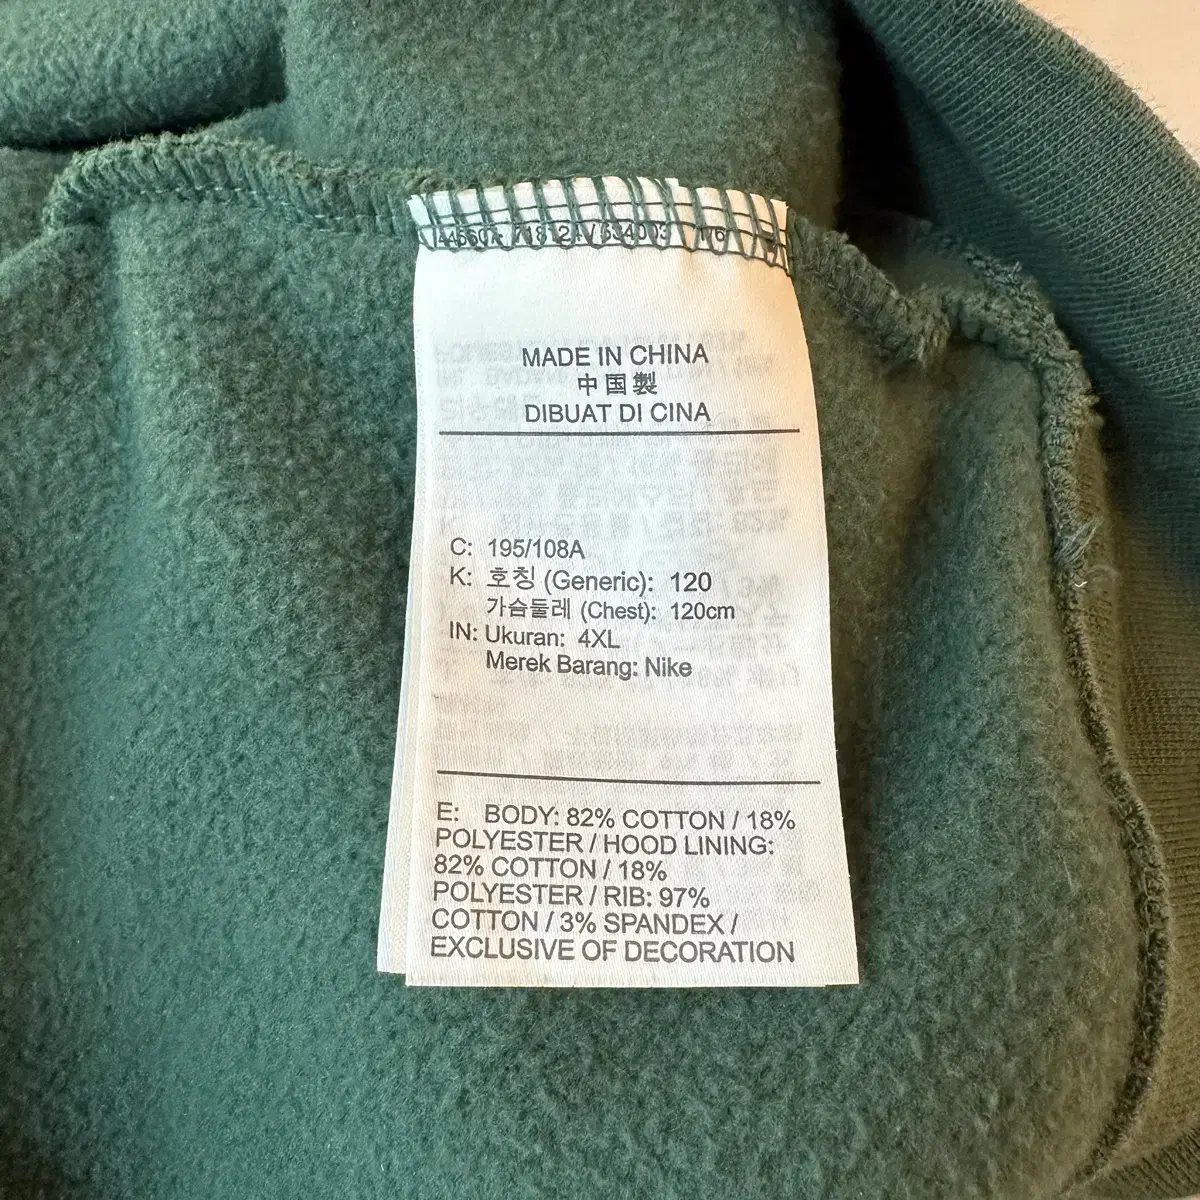 MADE IN CHINA
中国製
DIBUAT DI CINA
C: 195/108A
K: 호칭 (Generic): 120
가슴둘레 (Chest): 120cm
IN: Ukuran: 4XL
Merek Barang: Nike
E: BODY: 82% COTTON / 18%
POLYESTER / HOOD LINING:
82% COTTON / 18%
POLYESTER / RIB: 97%
COTTON / 3% SPANDEX /
EXCLUSIVE OF DECORATION